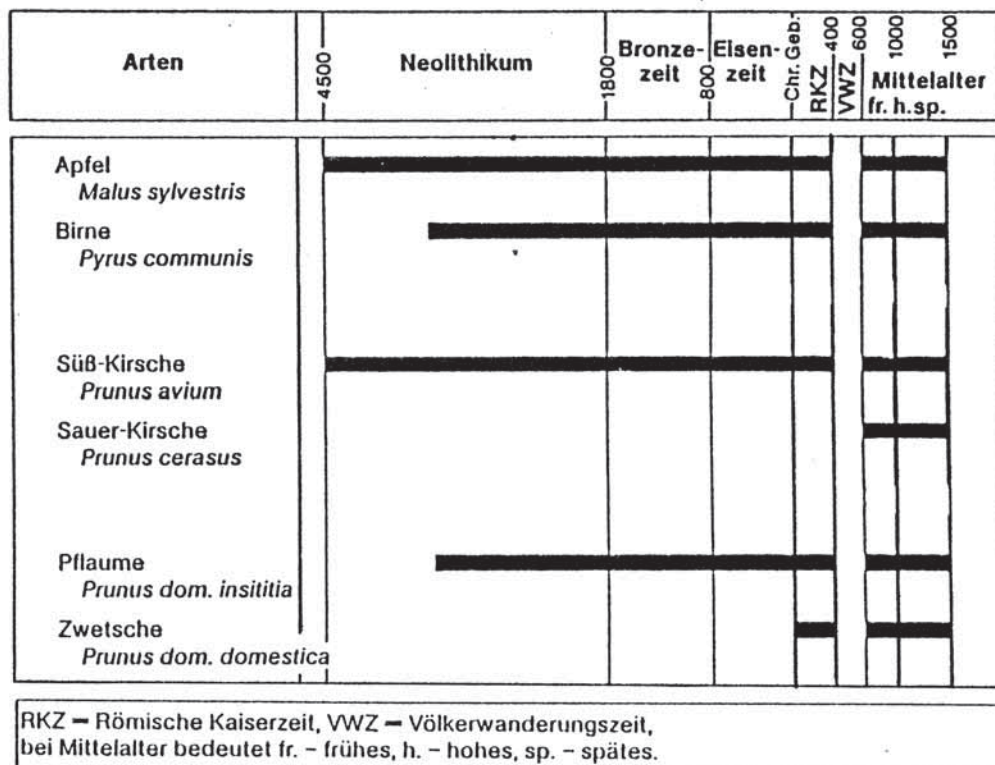 Arten
4500
Neolithikum
1800
Bronze-
zeit
800
Eisen-
zeit
Chr. Geb.
RKZ
400
VWZ
600
Mittelalter
fr. h.sp.
1000
1500
Apfel
Malus sylvestris
Birne
Pyrus communis
Süß-Kirsche
Prunus avium
Sauer-Kirsche
Prunus cerasus
Pflaume
Prunus dom. insititia
Zwetsche
Prunus dom. domestica
RKZ – Römische Kaiserzeit, VWZ – Völkerwanderungszeit,
bei Mittelalter bedeutet fr. – frühes, h. – hohes, sp. – spätes.